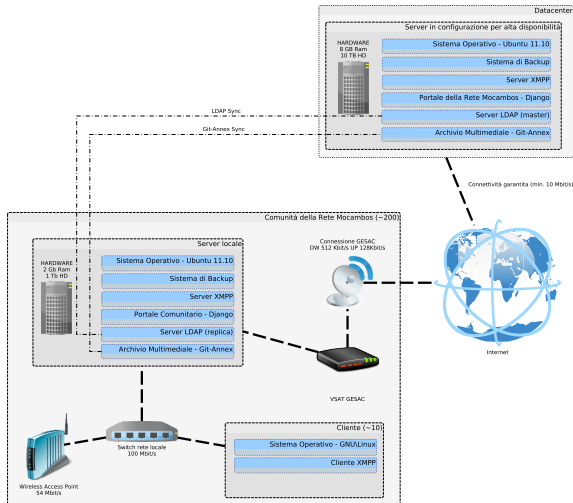 Datacenter
Server in configurazione per alta disponibilità
HARDWARE
8 GB Ram
10 TB HD
Sistema Operativo - Ubuntu 11.10
Sistema di Backup
Server XMPP
Portale della Rete Mocambos - Django
Server LDAP (master)
Archivio Multimediale - Git-Annex
LDAP Sync
Git-Annex Sync
Connettività garantita (min. 10 Mbit/s)
Comunità della Rete Mocambos (~200)
Server locale
HARDWARE
2 Gb Ram
1 Tb HD
Sistema Operativo - Ubuntu 11.10
Sistema di Backup
Server XMPP
Portale Comunitario - Django
Server LDAP (replica)
Archivio Multimediale - Git-Annex
Connessione GESAC
DW 512 Kbit/s UP 128Kbt/s
Internet
VSAT GESAC
Switch rete locale
100 Mbit/s
Wireless Access Point
54 Mbit/s
Cliente (~10)
Sistema Operativo - GNU\Linux
Cliente XMPP